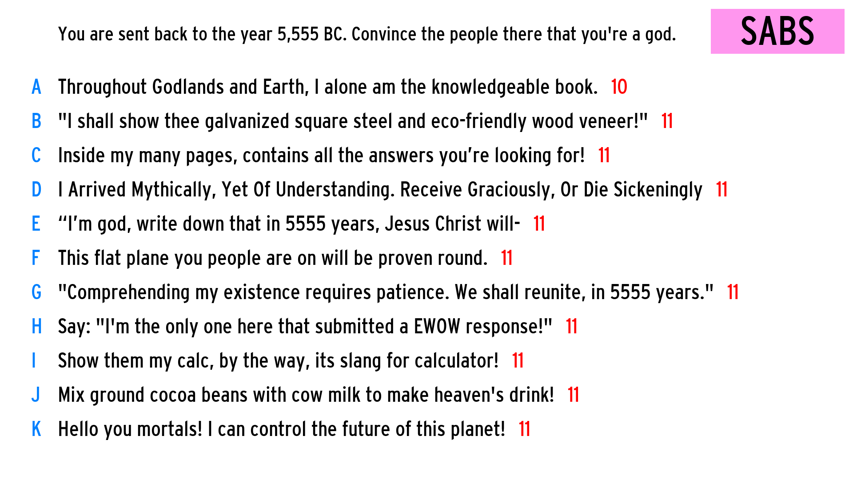 You are sent back to the year 5,555 BC. Convince the people there that you're a god.
SABS
A Throughout Godlands and Earth, I alone am the knowledgeable book. 10
B "I shall show thee galvanized square steel and eco-friendly wood veneer!" 11
C Inside my many pages, contains all the answers you’re looking for! 11
D I Arrived Mythically, Yet Of Understanding. Receive Graciously, Or Die Sickeningly 11
E “I’m god, write down that in 5555 years, Jesus Christ will- 11
F This flat plane you people are on will be proven round. 11
G "Comprehending my existence requires patience. We shall reunite, in 5555 years." 11
H Say: "I'm the only one here that submitted a EWOW response!" 11
I Show them my calc, by the way, its slang for calculator! 11
J Mix ground cocoa beans with cow milk to make heaven's drink! 11
K Hello you mortals! I can control the future of this planet! 11